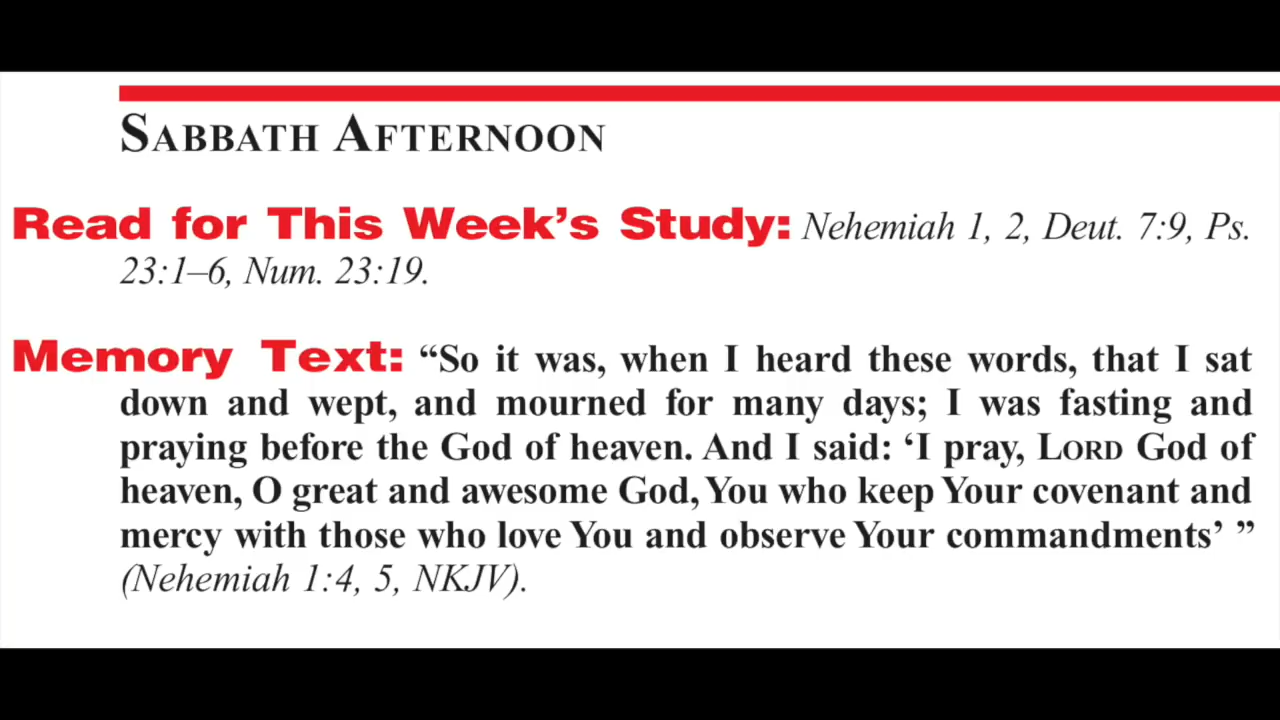 SABBATH AFTERNOON
Read for This Week’s Study: Nehemiah 1, 2, Deut. 7:9, Ps.
23:1–6, Num. 23:19.
Memory Text: “So it was, when I heard these words, that I sat
down and wept, and mourned for many days; I was fasting and
praying before the God of heaven. And I said: ‘I pray, LORD God of
heaven, O great and awesome God, You who keep Your covenant and
mercy with those who love You and observe Your commandments’ ”
(Nehemiah 1:4, 5, NKJV).